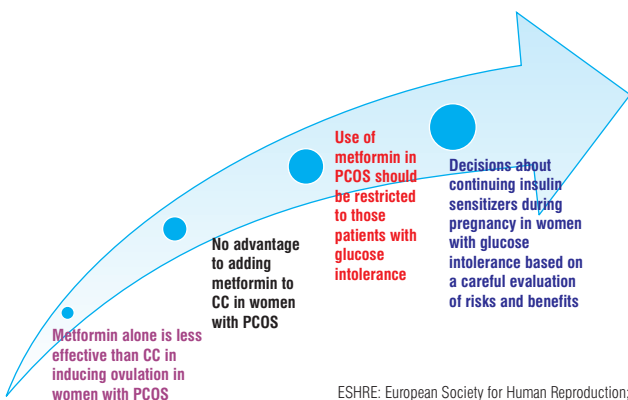 Metformin alone is less
effective than CC in
inducing ovulation in
women with PCOS
No advantage
to adding
metformin to
CC in women
with PCOS
Use of
metformin in
PCOS should
be restricted
to those
patients with
glucose
intolerance
Decisions about
continuing insulin
sensitizers during
pregnancy in women
with glucose
intolerance based on
a careful evaluation
of risks and benefits
ESHRE: European Society for Human Reproduction;